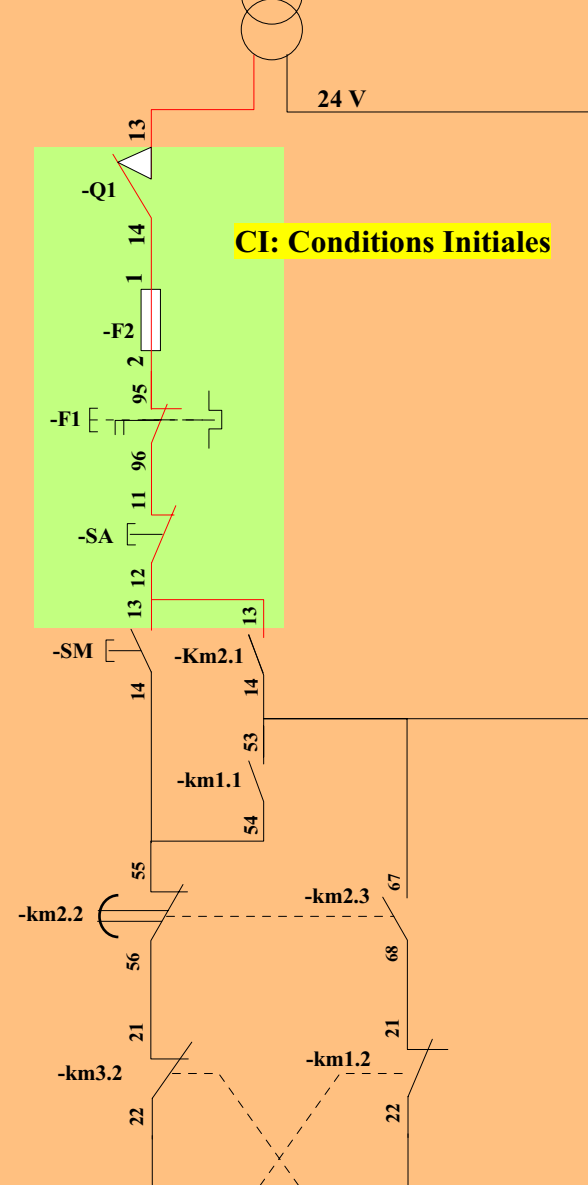 24 V
13
-Q1
14
CI: Conditions Initiales
1
-F2
2
95
-F1
96
11
-SA
12
13
13
-SM
-Km2.1
14
14
53
-km1.1
54
55
67
-km2.3
-km2.2
56
68
21
21
-km3.2
-km1.2
22
22